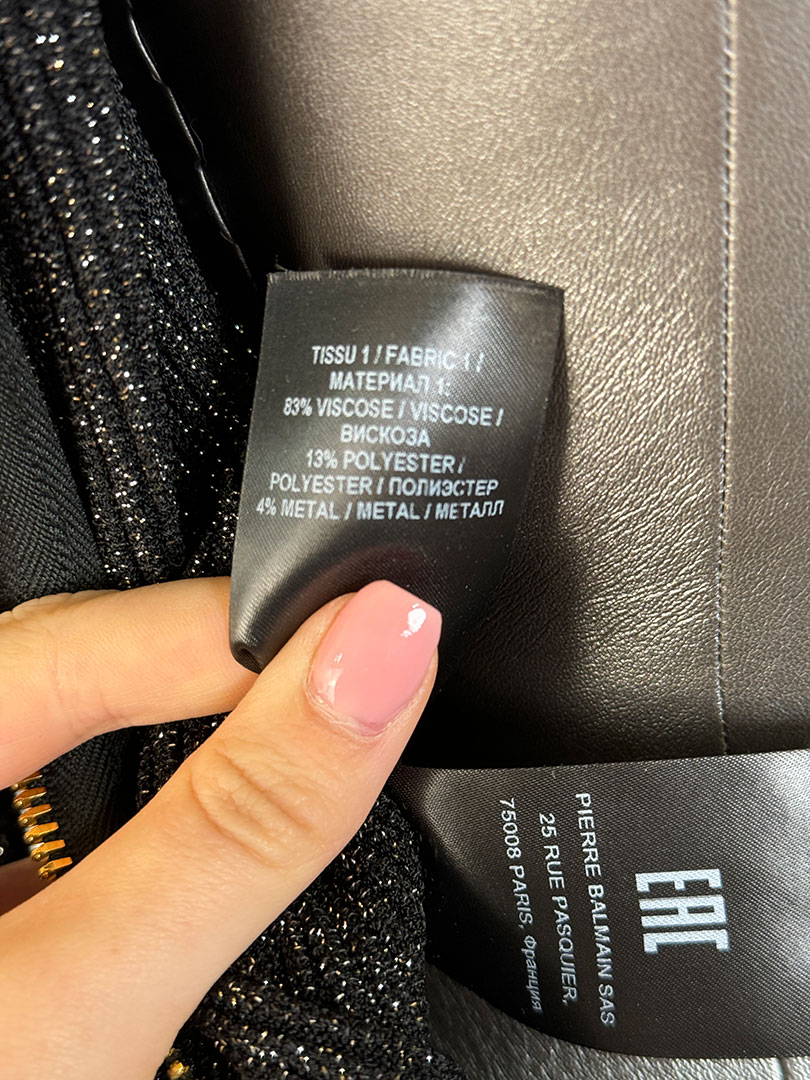 TISSU 1 / FABRIC 1 /
МАТЕРИАЛ 1:
83% VISCOSE / VISCOSE /
ВИСКОЗА
13% POLYESTER /
POLYESTER / ПОЛИЭСТЕР
4% METAL / METAL / МЕТАЛЛ
EAC
PIERRE BALMAIN SAS
25 RUE PASQUIER,
75008 PARIS, Франция